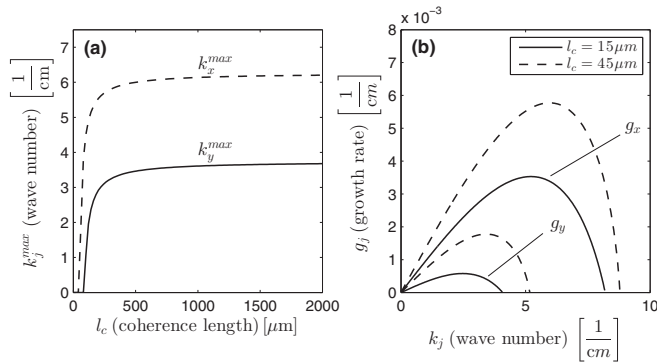 (a)
k_x^{max}
k_y^{max}
7
6
5
4
3
2
1
0
0 500 1000 1500 2000
l_c (coherence length) [μm]
k_j^{max} (wave number) [1/cm]
× 10^{-3}
(b)
l_c = 15μm
l_c = 45μm
g_x
g_y
8
7
6
5
4
3
2
1
0
0 5 10
k_j (wave number) [1/cm]
g_j (growth rate) [1/cm]